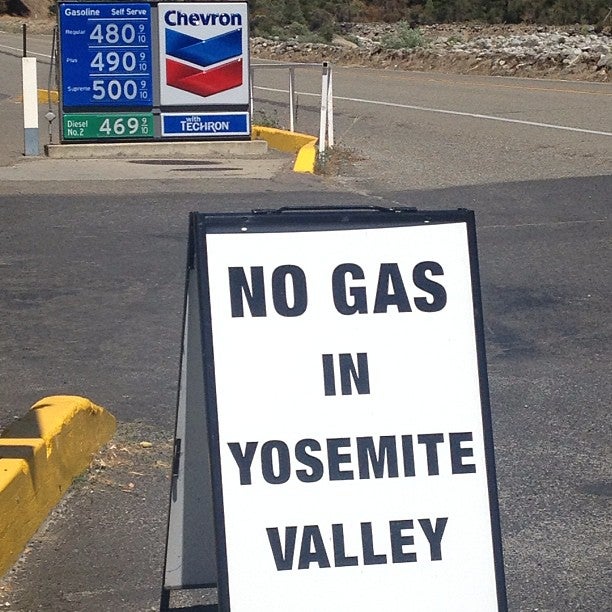 Gasoline Self Serve
Regular 480 9/10
Plus 490 9/10
Supreme 500 9/10
Diesel No.2 469 9/10
Chevron
with
TECHRON
NO GAS
IN
YOSEMITE
VALLEY